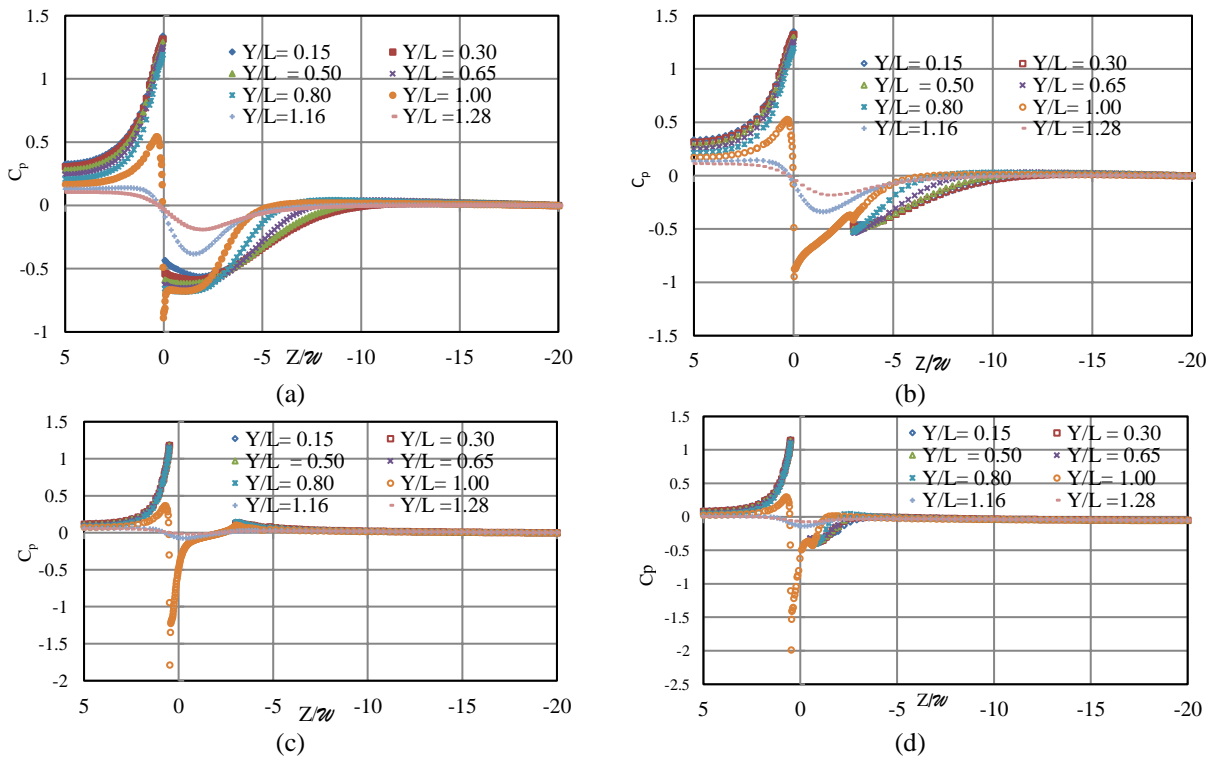 1.5
1
0.5
0
-0.5
-1
C_p
Y/L= 0.15
Y/L = 0.30
Y/L = 0.50
Y/L = 0.65
Y/L= 0.80
Y/L= 1.00
Y/L=1.16
Y/L=1.28
5 0 -5 -10 -15 -20
Z/𝓌
(a)
1.5
1
0.5
0
-0.5
-1
-1.5
C_p
Y/L= 0.15
Y/L = 0.30
Y/L = 0.50
Y/L = 0.65
Y/L= 0.80
Y/L= 1.00
Y/L=1.16
Y/L=1.28
5 0 -5 -10 -15 -20
Z/𝓌
(b)
1.5
1
0.5
0
-0.5
-1
-1.5
-2
C_p
Y/L= 0.15
Y/L= 0.30
Y/L = 0.50
Y/L = 0.65
Y/L= 0.80
Y/L= 1.00
Y/L=1.16
Y/L=1.28
5 0 -5 -10 -15 -20
Z/𝓌
(c)
1.5
1
0.5
0
-0.5
-1
-1.5
-2
-2.5
Cp
Y/L= 0.15
Y/L = 0.30
Y/L = 0.50
Y/L = 0.65
Y/L= 0.80
Y/L= 1.00
Y/L=1.16
Y/L=1.28
5 0 -5 -10 -15 -20
Z/𝓌
(d)